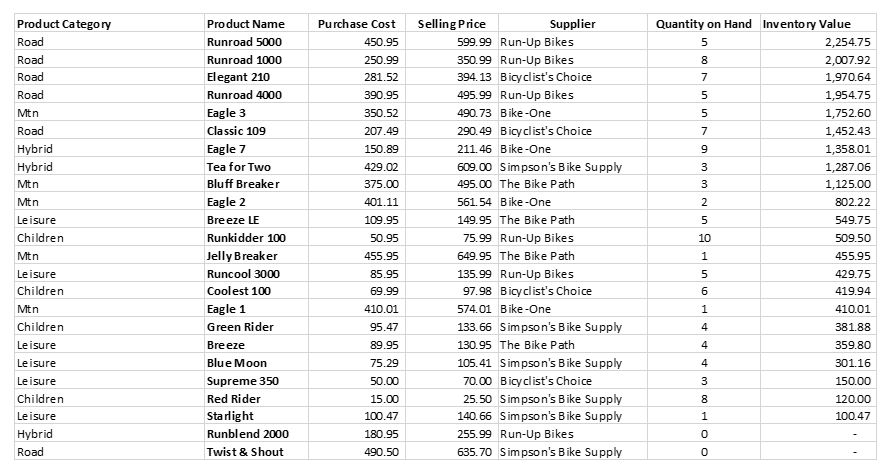 Product Category Product Name Purchase Cost Selling Price Supplier Quantity on Hand Inventory Value
Road Runroad 5000 450.95 599.99 Run-Up Bikes 5 2,254.75
Road Runroad 1000 250.99 350.99 Run-Up Bikes 8 2,007.92
Road Elegant 210 281.52 394.13 Bicyclist's Choice 7 1,970.64
Road Runroad 4000 390.95 495.99 Run-Up Bikes 5 1,954.75
Mtn Eagle 3 350.52 490.73 Bike-One 5 1,752.60
Road Classic 109 207.49 290.49 Bicyclist's Choice 7 1,452.43
Hybrid Eagle 7 150.89 211.46 Bike-One 9 1,358.01
Hybrid Tea for Two 429.02 609.00 Simpson's Bike Supply 3 1,287.06
Mtn Bluff Breaker 375.00 495.00 The Bike Path 3 1,125.00
Mtn Eagle 2 401.11 561.54 Bike-One 2 802.22
Leisure Breeze LE 109.95 149.95 The Bike Path 5 549.75
Children Runkidder 100 50.95 75.99 Run-Up Bikes 10 509.50
Mtn Jelly Breaker 455.95 649.95 The Bike Path 1 455.95
Leisure Runcool 3000 85.95 135.99 Run-Up Bikes 5 429.75
Children Coolest 100 69.99 97.98 Bicyclist's Choice 6 419.94
Mtn Eagle 1 410.01 574.01 Bike-One 1 410.01
Children Green Rider 95.47 133.66 Simpson's Bike Supply 4 381.88
Leisure Breeze 89.95 130.95 The Bike Path 4 359.80
Leisure Blue Moon 75.29 105.41 Simpson's Bike Supply 4 301.16
Leisure Supreme 350 50.00 70.00 Bicyclist's Choice 3 150.00
Children Red Rider 15.00 25.50 Simpson's Bike Supply 8 120.00
Leisure Starlight 100.47 140.66 Simpson's Bike Supply 1 100.47
Hybrid Runblend 2000 180.95 255.99 Run-Up Bikes 0 -
Road Twist & Shout 490.50 635.70 Simpson's Bike Supply 0 -